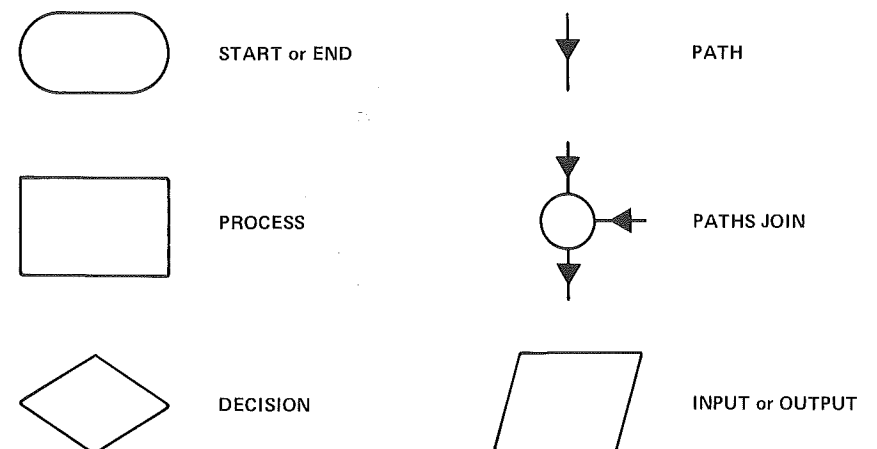 START or END
PATH
PROCESS
PATHS JOIN
DECISION
INPUT or OUTPUT